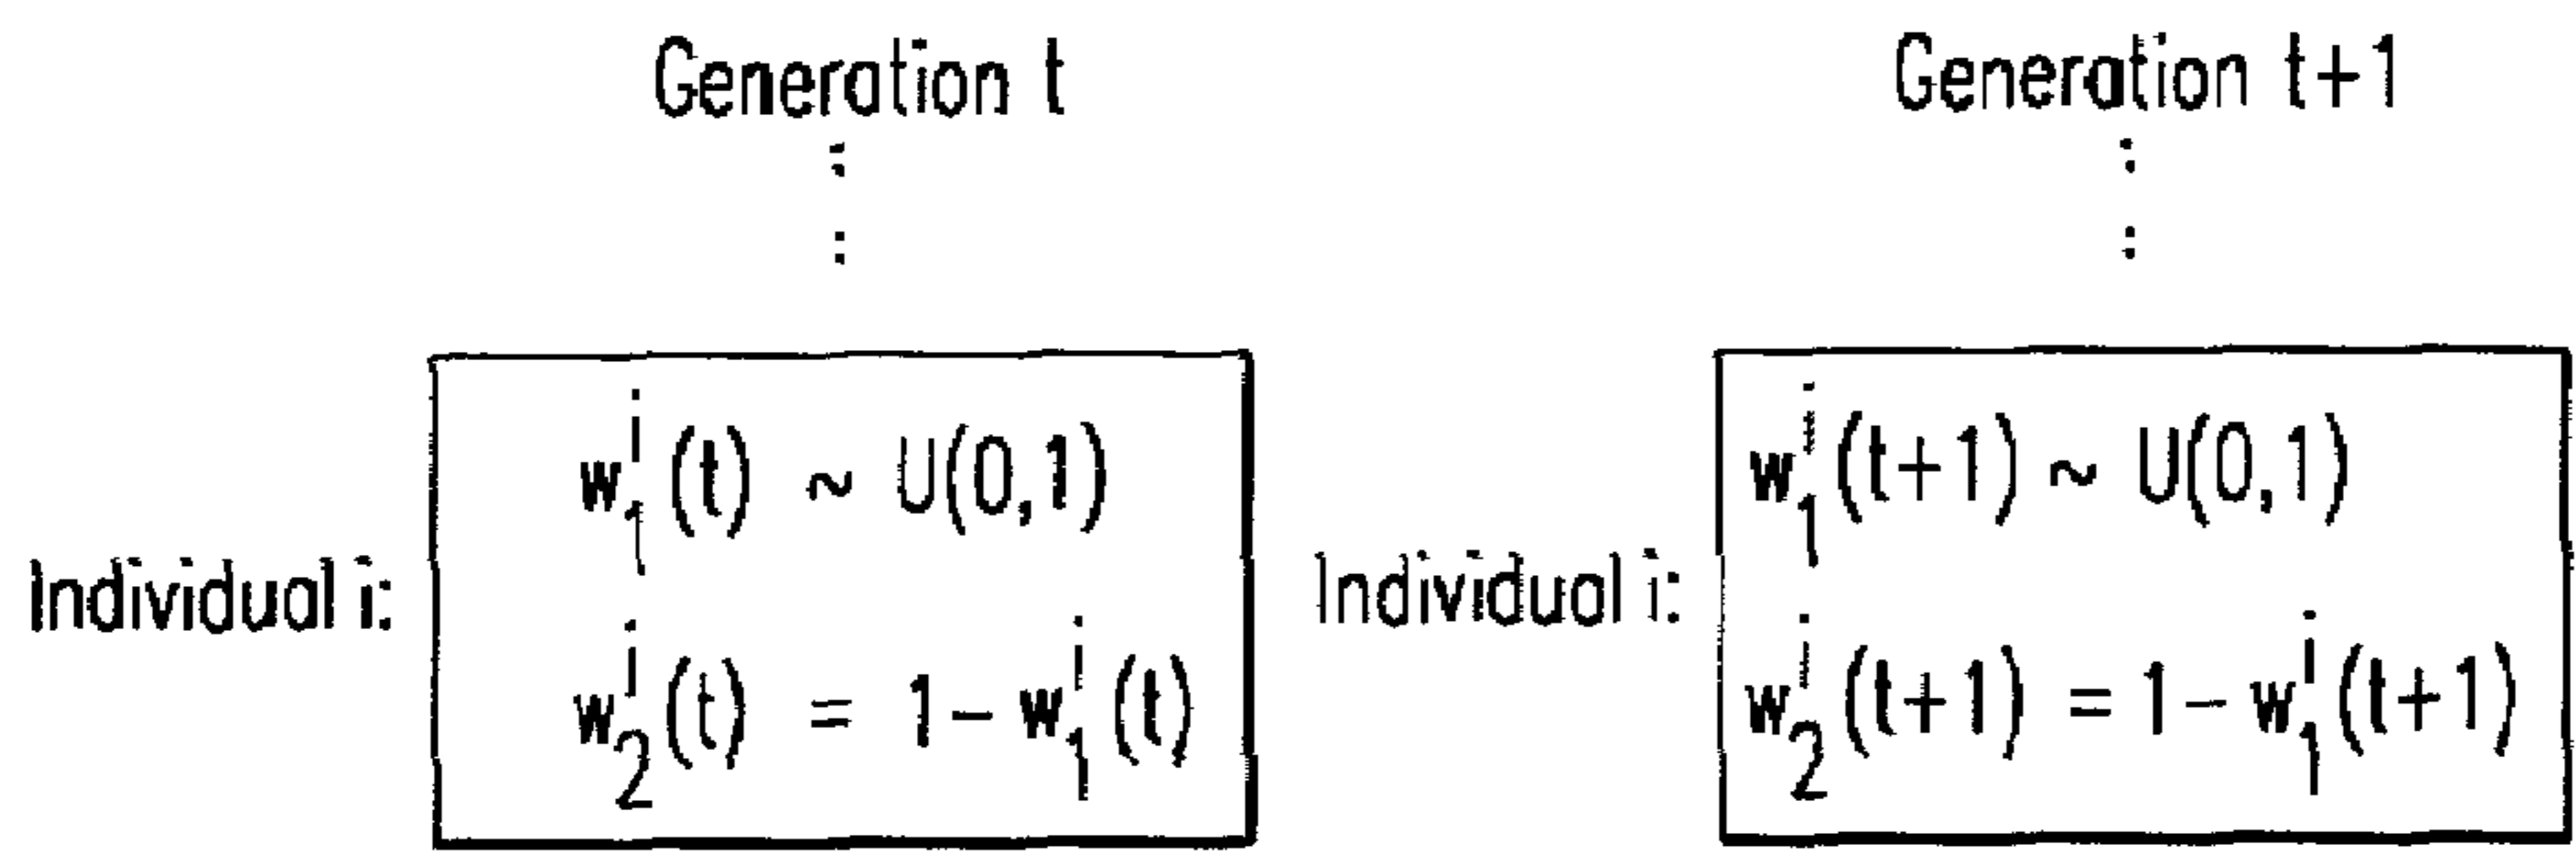 Generation t
⋮
⋮
Individual i:
w₁ⁱ(t) ~ U(0,1)
w₂ⁱ(t) = 1 - w₁ⁱ(t)
Generation t+1
⋮
⋮
Individual i:
w₁ⁱ(t+1) ~ U(0,1)
w₂ⁱ(t+1) = 1 - w₁ⁱ(t+1)